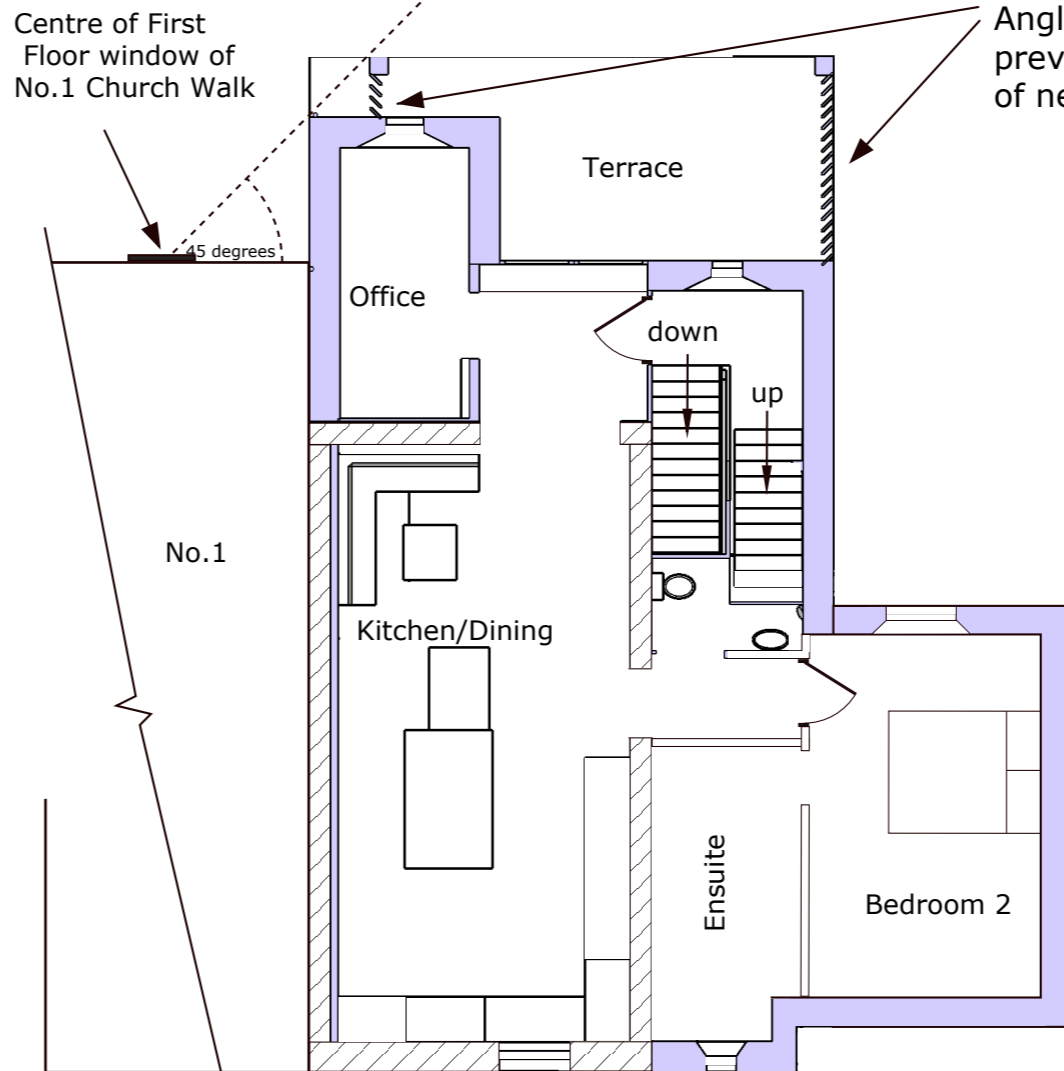 Centre of First
Floor window of
No.1 Church Walk
Angl
prev
of ne
Terrace
45 degrees
Office
down
up
No.1
Kitchen/Dining
Ensuite
Bedroom 2